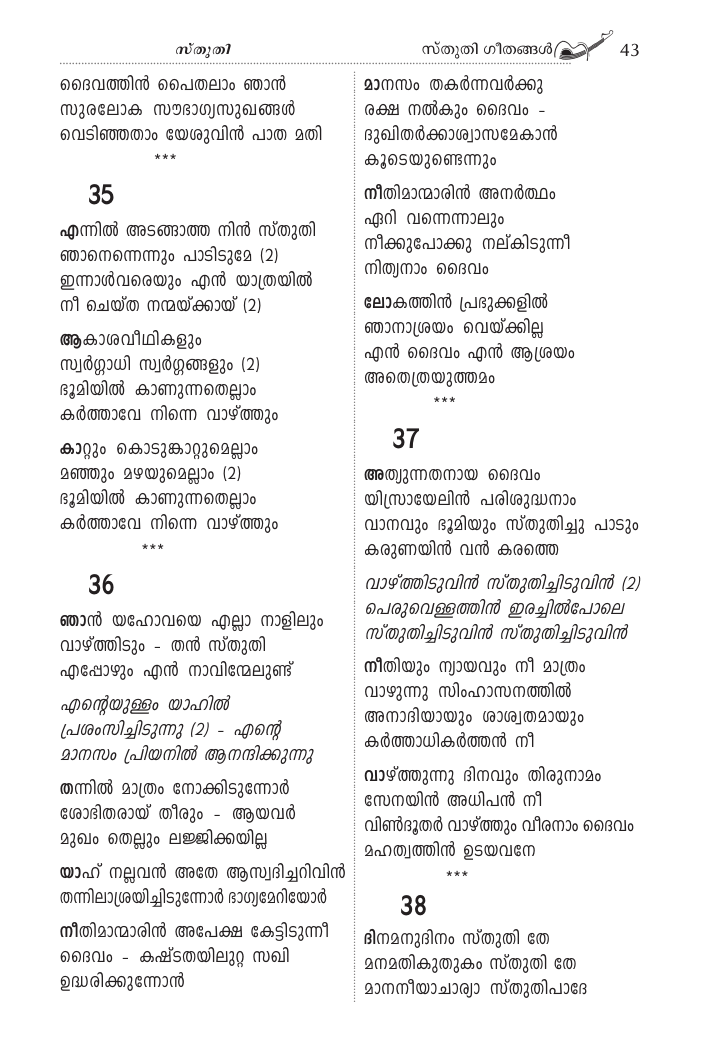 സ്തുതി
സ്തുതി ഗീതങ്ങൾ 43
ദൈവത്തിൻ പൈതലാം ഞാൻ
സുരലോക സൗഭാഗ്യസുഖങ്ങൾ
വെടിഞ്ഞതാം യേശുവിൻ പാത മതി
***
35
എന്നിൽ അടങ്ങാത്ത നിൻ സ്തുതി
ഞാനെന്നെന്നും പാടിടുമേ (2)
ഇന്നാൾവരെയും എൻ യാത്രയിൽ
നീ ചെയ്ത നന്മയ്ക്കായ് (2)
ആകാശവീഥികളും
സ്വർഗ്ഗാധി സ്വർഗ്ഗങ്ങളും (2)
ഭൂമിയിൽ കാണുന്നതെല്ലാം
കർത്താവേ നിന്നെ വാഴ്ത്തും
കാറ്റും കൊടുങ്കാറ്റുമെല്ലാം
മഞ്ഞും മഴയുമെല്ലാം (2)
ഭൂമിയിൽ കാണുന്നതെല്ലാം
കർത്താവേ നിന്നെ വാഴ്ത്തും
***
36
ഞാൻ യഹോവയെ എല്ലാ നാളിലും
വാഴ്ത്തിടും – തൻ സ്തുതി
എപ്പോഴും എൻ നാവിന്മേലുണ്ട്
എന്റെയുള്ളം യാഹിൽ
പ്രശംസിച്ചിടുന്നു (2) – എന്റെ
മാനസം പ്രിയനിൽ ആനന്ദിക്കുന്നു
തന്നിൽ മാത്രം നോക്കിടുന്നോർ
ശോഭിതരായ് തീരും – ആയവർ
മുഖം തെല്ലും ലജ്ജിക്കയില്ല
യാഹ് നല്ലവൻ അതേ ആസ്വദിച്ചറിവിൻ
തന്നിലാശ്രയിച്ചിടുന്നോർ ഭാഗ്യമേറിയോർ
നീതിമാന്മാരിൻ അപേക്ഷ കേട്ടിടുന്നീ
ദൈവം – കഷ്ടതയിലുറ്റ സഖി
ഉദ്ധരിക്കുന്നോൻ
മാനസം തകർന്നവർക്കു
രക്ഷ നൽകും ദൈവം –
ദുഖിതർക്കാശ്വാസമേകാൻ
കൂടെയുണ്ടെന്നും
നീതിമാന്മാരിൻ അനർത്ഥം
ഏറി വന്നെന്നാലും
നീക്കുപോക്കു നല്കിടുന്നീ
നിത്യനാം ദൈവം
ലോകത്തിൻ പ്രഭുക്കളിൽ
ഞാനാശ്രയം വെയ്ക്കില്ല
എൻ ദൈവം എൻ ആശ്രയം
അതെത്രയുത്തമം
***
37
അത്യുന്നതനായ ദൈവം
യിസ്രായേലിൻ പരിശുദ്ധനാം
വാനവും ഭൂമിയും സ്തുതിച്ചു പാടും
കരുണയിൻ വൻ കരത്തെ
വാഴ്ത്തിടുവിൻ സ്തുതിച്ചിടുവിൻ (2)
പെരുവെള്ളത്തിൻ ഇരച്ചിൽപോലെ
സ്തുതിച്ചിടുവിൻ സ്തുതിച്ചിടുവിൻ
നീതിയും ന്യായവും നീ മാത്രം
വാഴുന്നു സിംഹാസനത്തിൽ
അനാദിയായും ശാശ്വതമായും
കർത്താധികർത്തൻ നീ
വാഴ്ത്തുന്നു ദിനവും തിരുനാമം
സേനയിൻ അധിപൻ നീ
വിൺദൂതർ വാഴ്ത്തും വീരനാം ദൈവം
മഹത്വത്തിൻ ഉടയവനേ
***
38
ദിനമനുദിനം സ്തുതി തേ
മനമതികുതുകം സ്തുതി തേ
മാനനീയാചാര്യാ സ്തുതിപാദേ